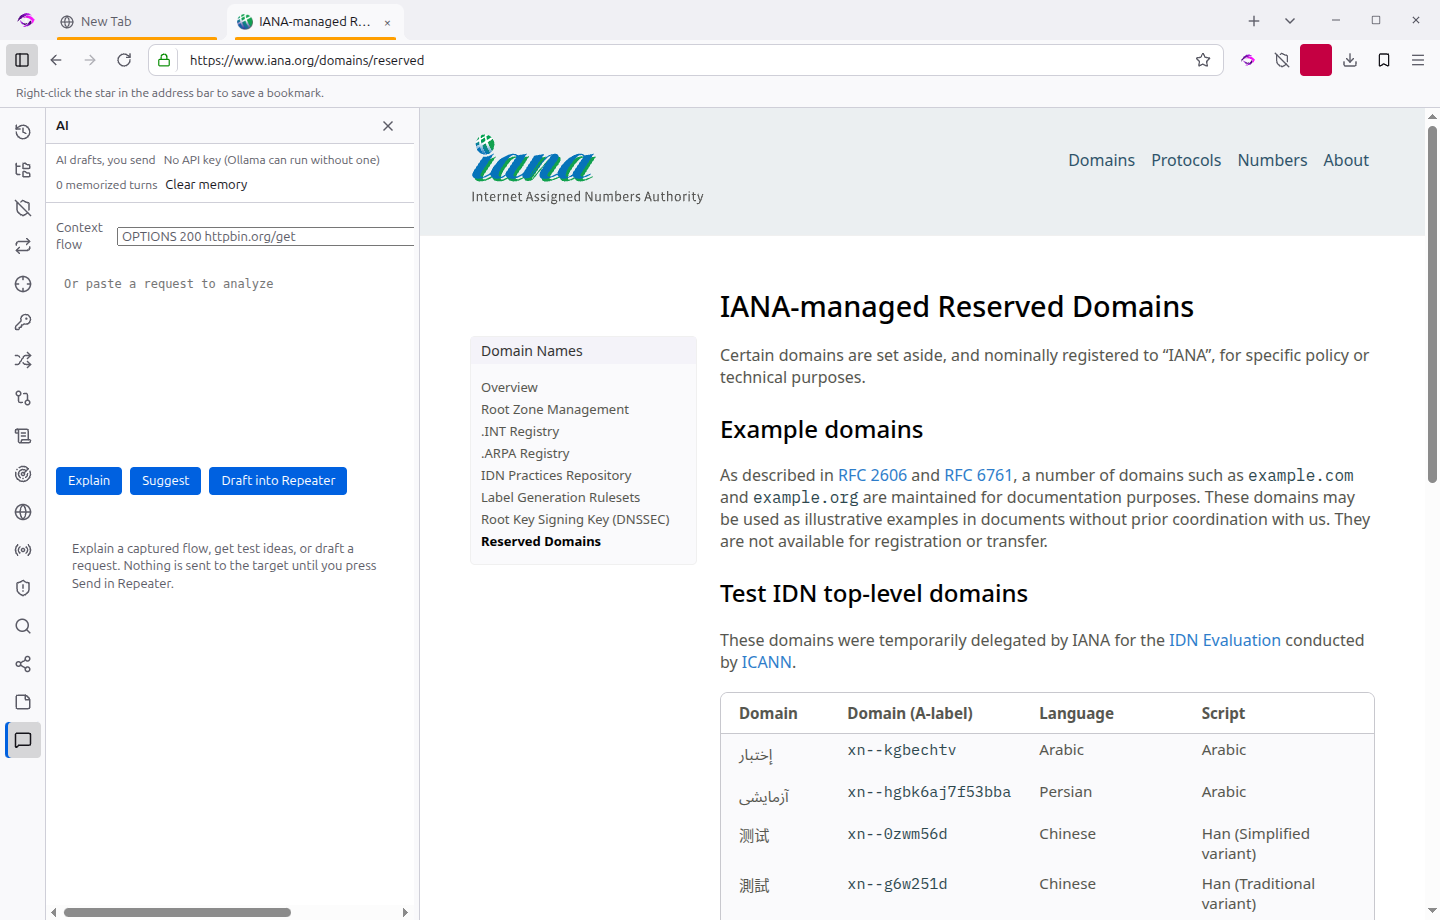 New Tab
IANA-managed R…
https://www.iana.org/domains/reserved
Right-click the star in the address bar to save a bookmark.
AI
AI drafts, you send No API key (Ollama can run without one)
0 memorized turns Clear memory
Context flow
OPTIONS 200 httpbin.org/get
Or paste a request to analyze
Explain
Suggest
Draft into Repeater
Explain a captured flow, get test ideas, or draft a
request. Nothing is sent to the target until you press
Send in Repeater.
iana
Internet Assigned Numbers Authority
Domains Protocols Numbers About
Domain Names
Overview
Root Zone Management
.INT Registry
.ARPA Registry
IDN Practices Repository
Label Generation Rulesets
Root Key Signing Key (DNSSEC)
Reserved Domains
IANA-managed Reserved Domains
Certain domains are set aside, and nominally registered to “IANA”, for specific policy or
technical purposes.
Example domains
As described in RFC 2606 and RFC 6761, a number of domains such as example.com
and example.org are maintained for documentation purposes. These domains may
be used as illustrative examples in documents without prior coordination with us. They
are not available for registration or transfer.
Test IDN top-level domains
These domains were temporarily delegated by IANA for the IDN Evaluation conducted
by ICANN.
Domain Domain (A-label) Language Script
إختبار xn--kgbechtv Arabic Arabic
آزمایشی xn--hgbk6aj7f53bba Persian Arabic
测试 xn--0zwm56d Chinese Han (Simplified
variant)
測試 xn--g6w251d Chinese Han (Traditional
variant)